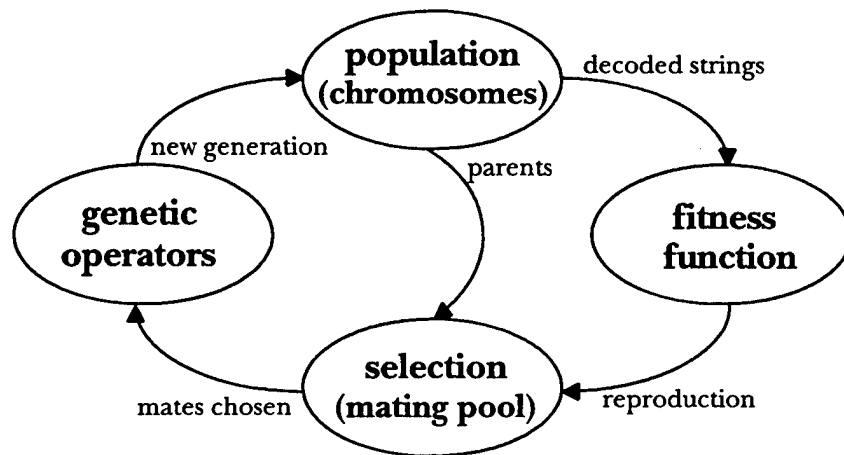 population
(chromosomes)
decoded strings
new generation
parents
genetic
operators
fitness
function
selection
(mating pool)
mates chosen
reproduction